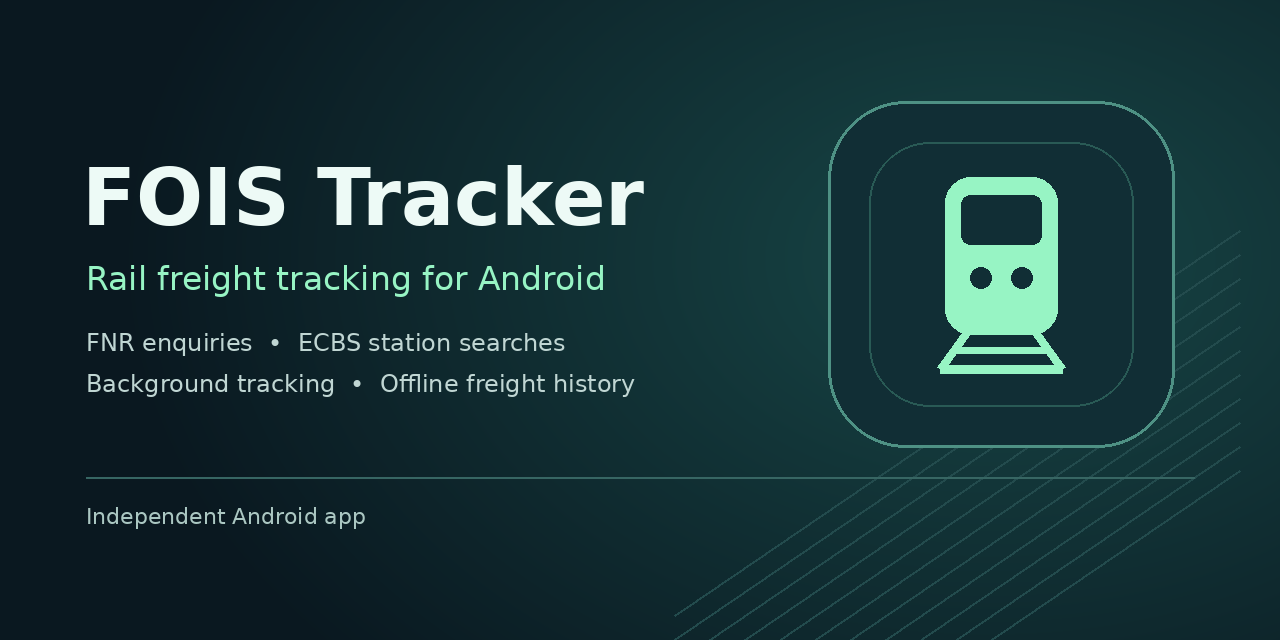 FOIS Tracker
Rail freight tracking for Android
FNR enquiries • ECBS station searches
Background tracking • Offline freight history
Independent Android app